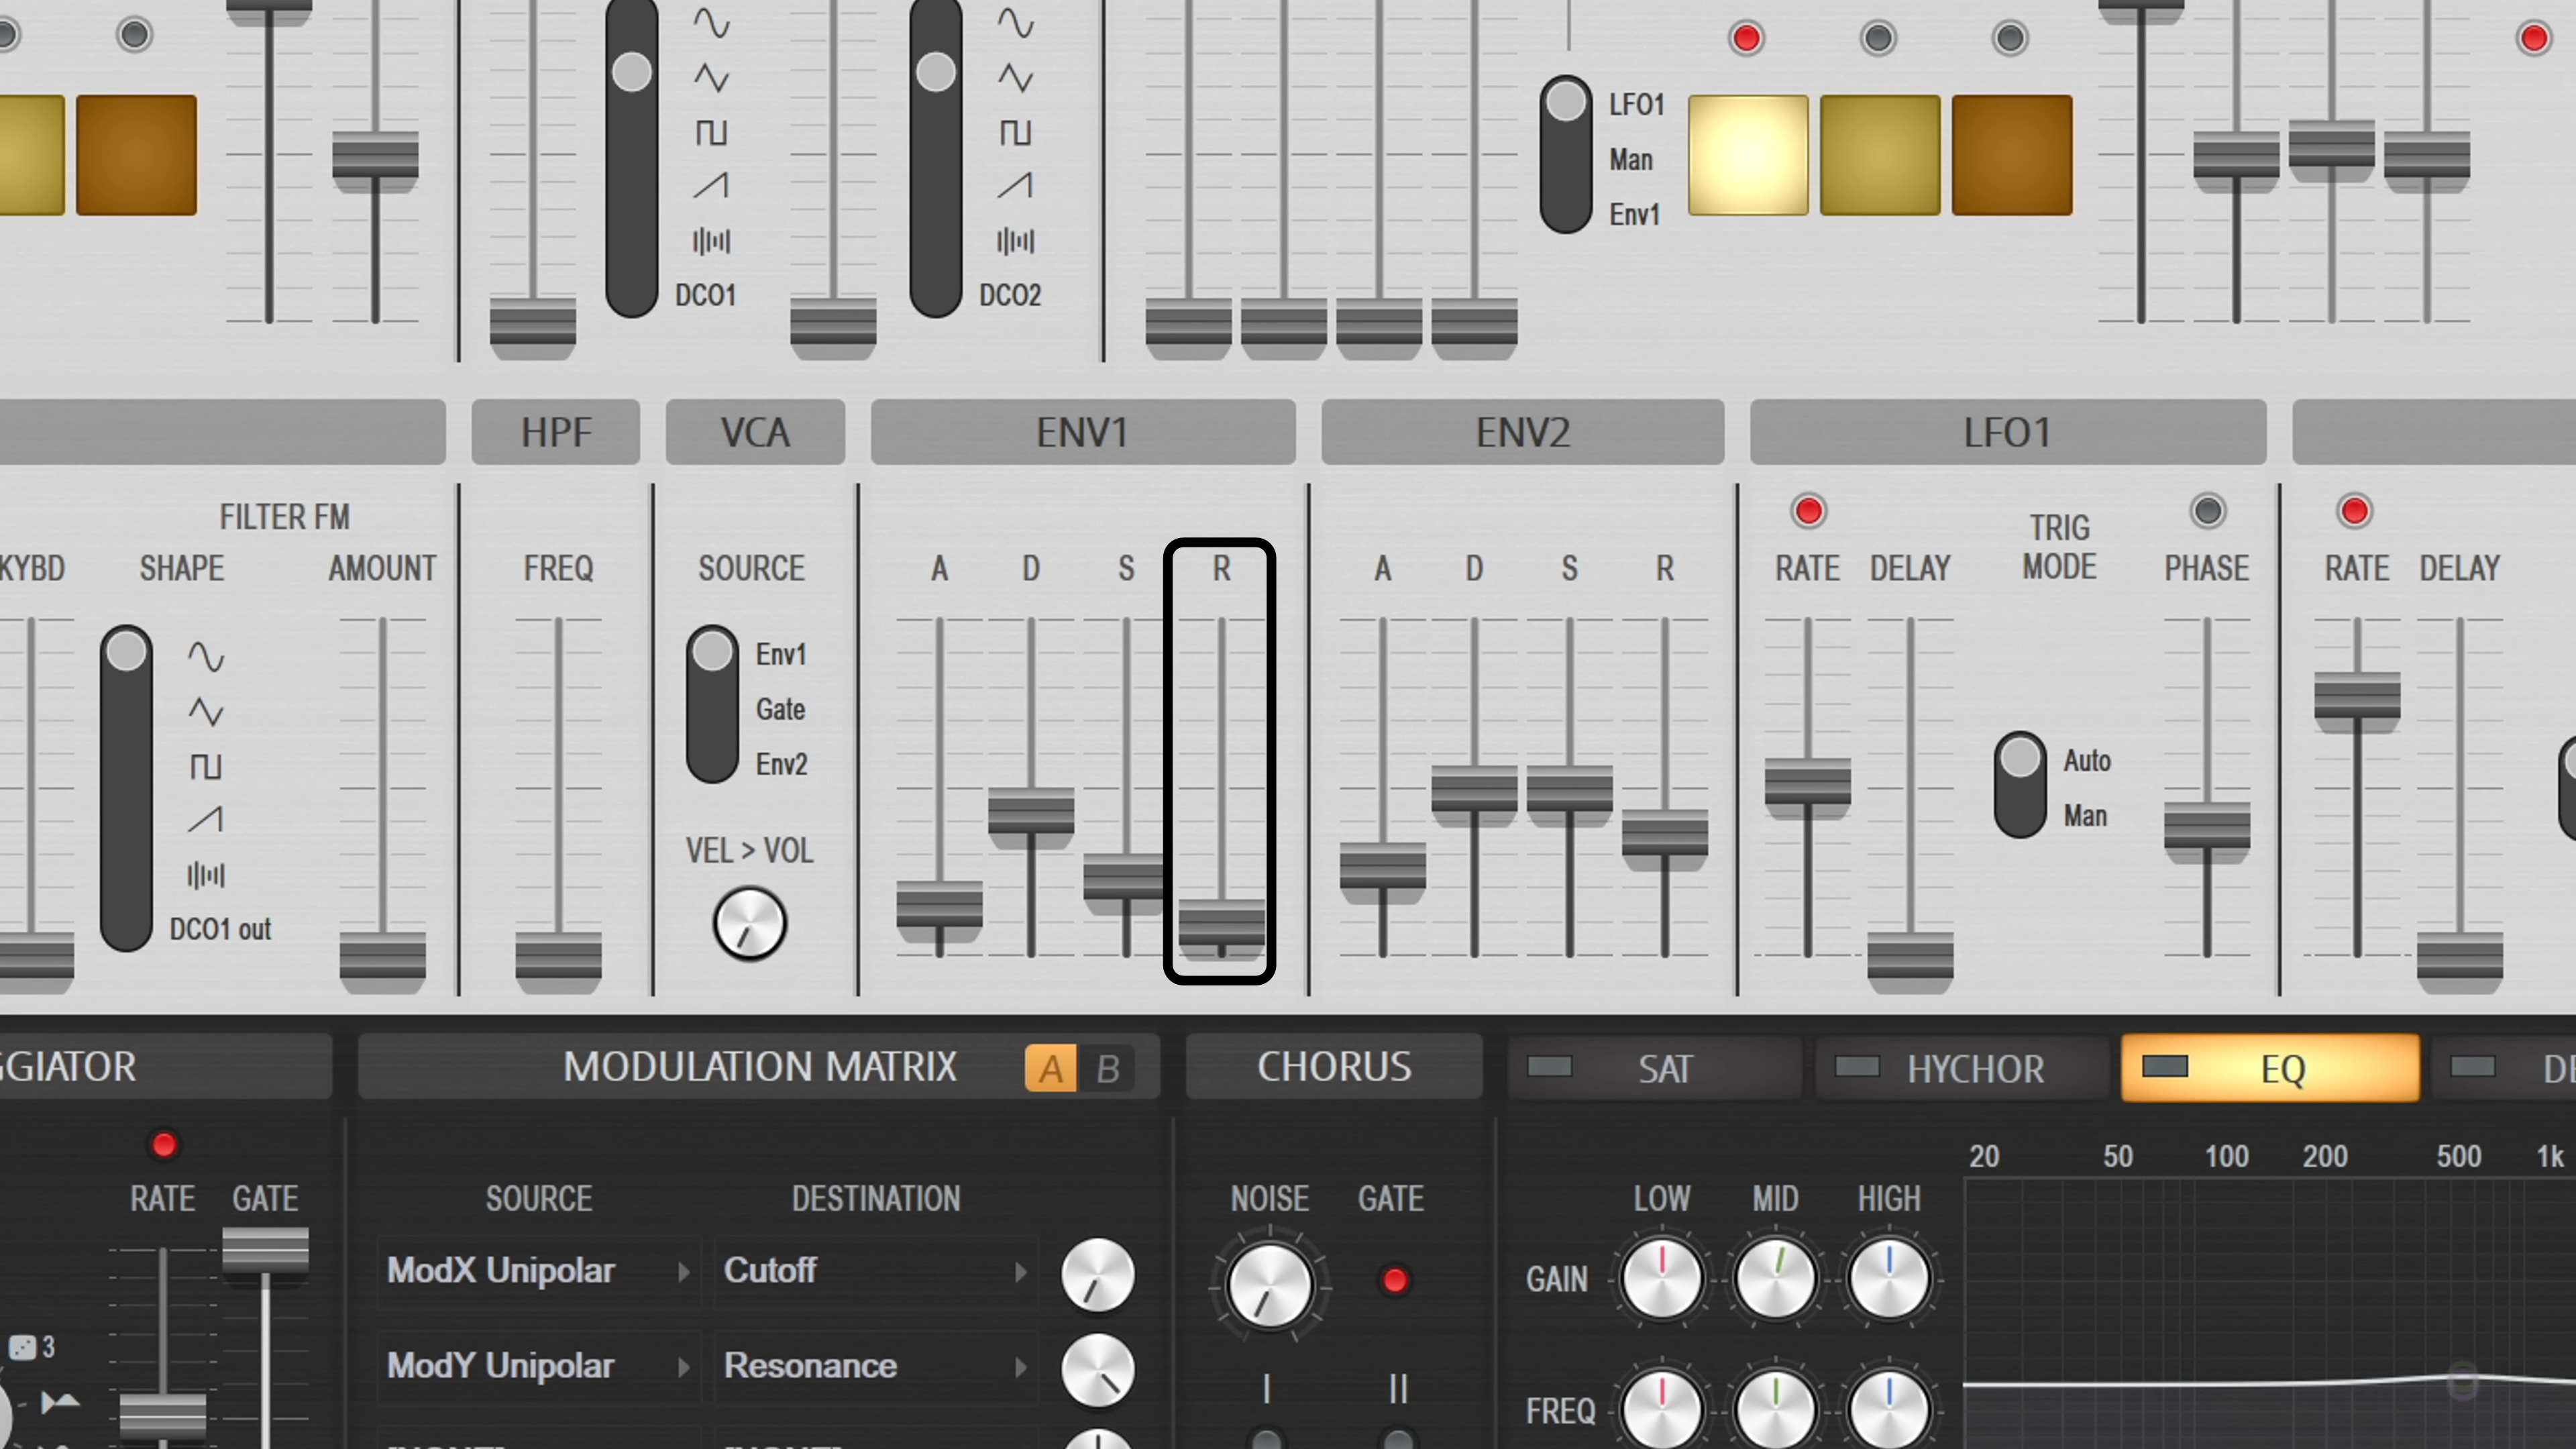 DCO1
DCO2
LFO1
Man
Env1
HPF
VCA
ENV1
ENV2
LFO1
FILTER FM
KYBD
SHAPE
AMOUNT
DCO1 out
FREQ
SOURCE
Env1
Gate
Env2
VEL > VOL
A D S R
A D S R
RATE DELAY
TRIG
MODE
Auto
Man
PHASE
RATE DELAY
GGIATOR
RATE GATE
3
MODULATION MATRIX A B
SOURCE DESTINATION
ModX Unipolar Cutoff
ModY Unipolar Resonance
CHORUS
NOISE GATE
I II
SAT HYCHOR EQ
20 50 100 200 500 1k
LOW MID HIGH
GAIN
FREQ